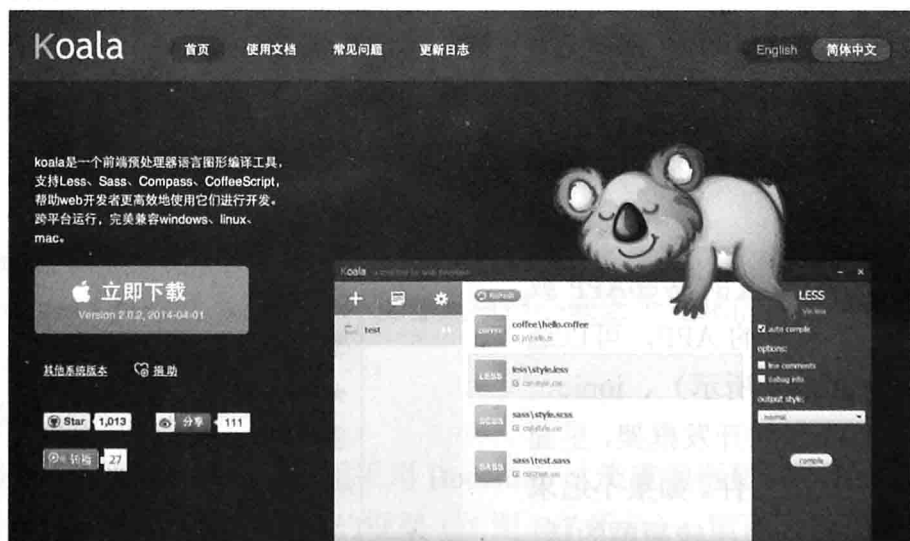 Koala
首页
使用文档
常见问题
更新日志
English
简体中文
koala是一个前端预处理器语言图形编译工具，
支持Less、Sass、Compass、CoffeeScript，
帮助web开发者更高效地使用它们进行开发。
跨平台运行，完美兼容windows、linux、
mac。
立即下载
Version 2.0.2, 2014-04-01
其他系统版本
捐助
Star 1,013
分享 111
27
Koala
LESS
Refresh
auto compile
test
coffee\hello.coffee
options:
line comments
debug info
LESS
less\style.less
output style:
normal
SCSS
sass\style.scss
compile
SASS
sass\test.sass